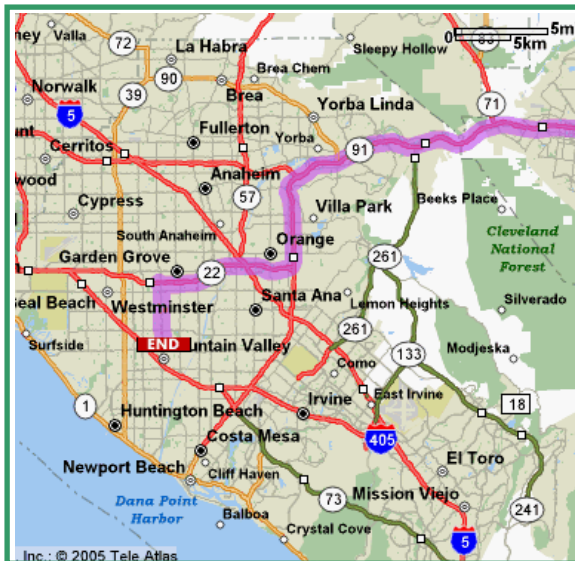 ney
Valla
72
La Habra
Sleepy Hollow
83
5m
0
5km
90
Brea Chem
Norwalk
39
Brea
71
5
Yorba Linda
Fullerton
Cerritos
Yorba
91
wood
Anaheim
Cypress
57
Villa Park
Beeks Place
South Anaheim
Cleveland
National
Forest
Orange
Garden Grove
22
261
Seal Beach
Westminster
Santa Ana
Lemon Heights
Silverado
261
Surfside
END
untain Valley
133
Modjeska
Como
1
East Irvine
18
Huntington Beach
Irvine
405
Costa Mesa
El Toro
Newport Beach
Cliff Haven
Dana Point
Harbor
73
Mission Viejo
241
Balboa
Crystal Cove
5
Inc.; © 2005 Tele Atlas